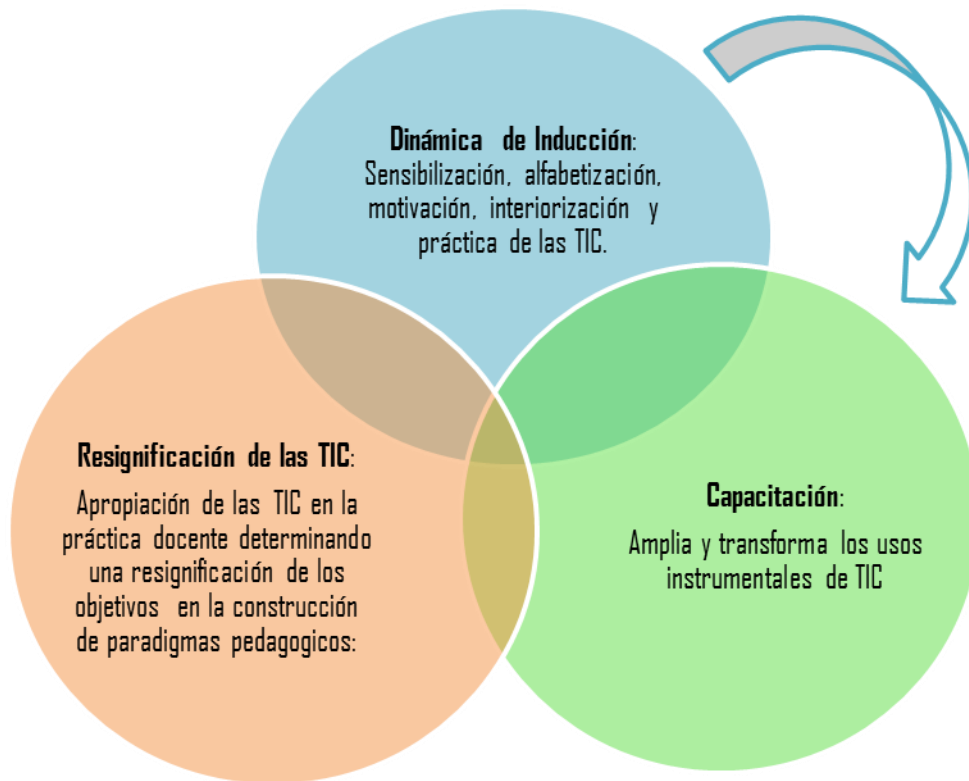 Dinámica de Inducción:
Sensibilización, alfabetización,
motivación, interiorización y
práctica de las TIC.
Resignificación de las TIC:
Apropiación de las TIC en la
práctica docente determinando
una resignificación de los
objetivos en la construcción
de paradigmas pedagogicos:
Capacitación:
Amplia y transforma los usos
instrumentales de TIC